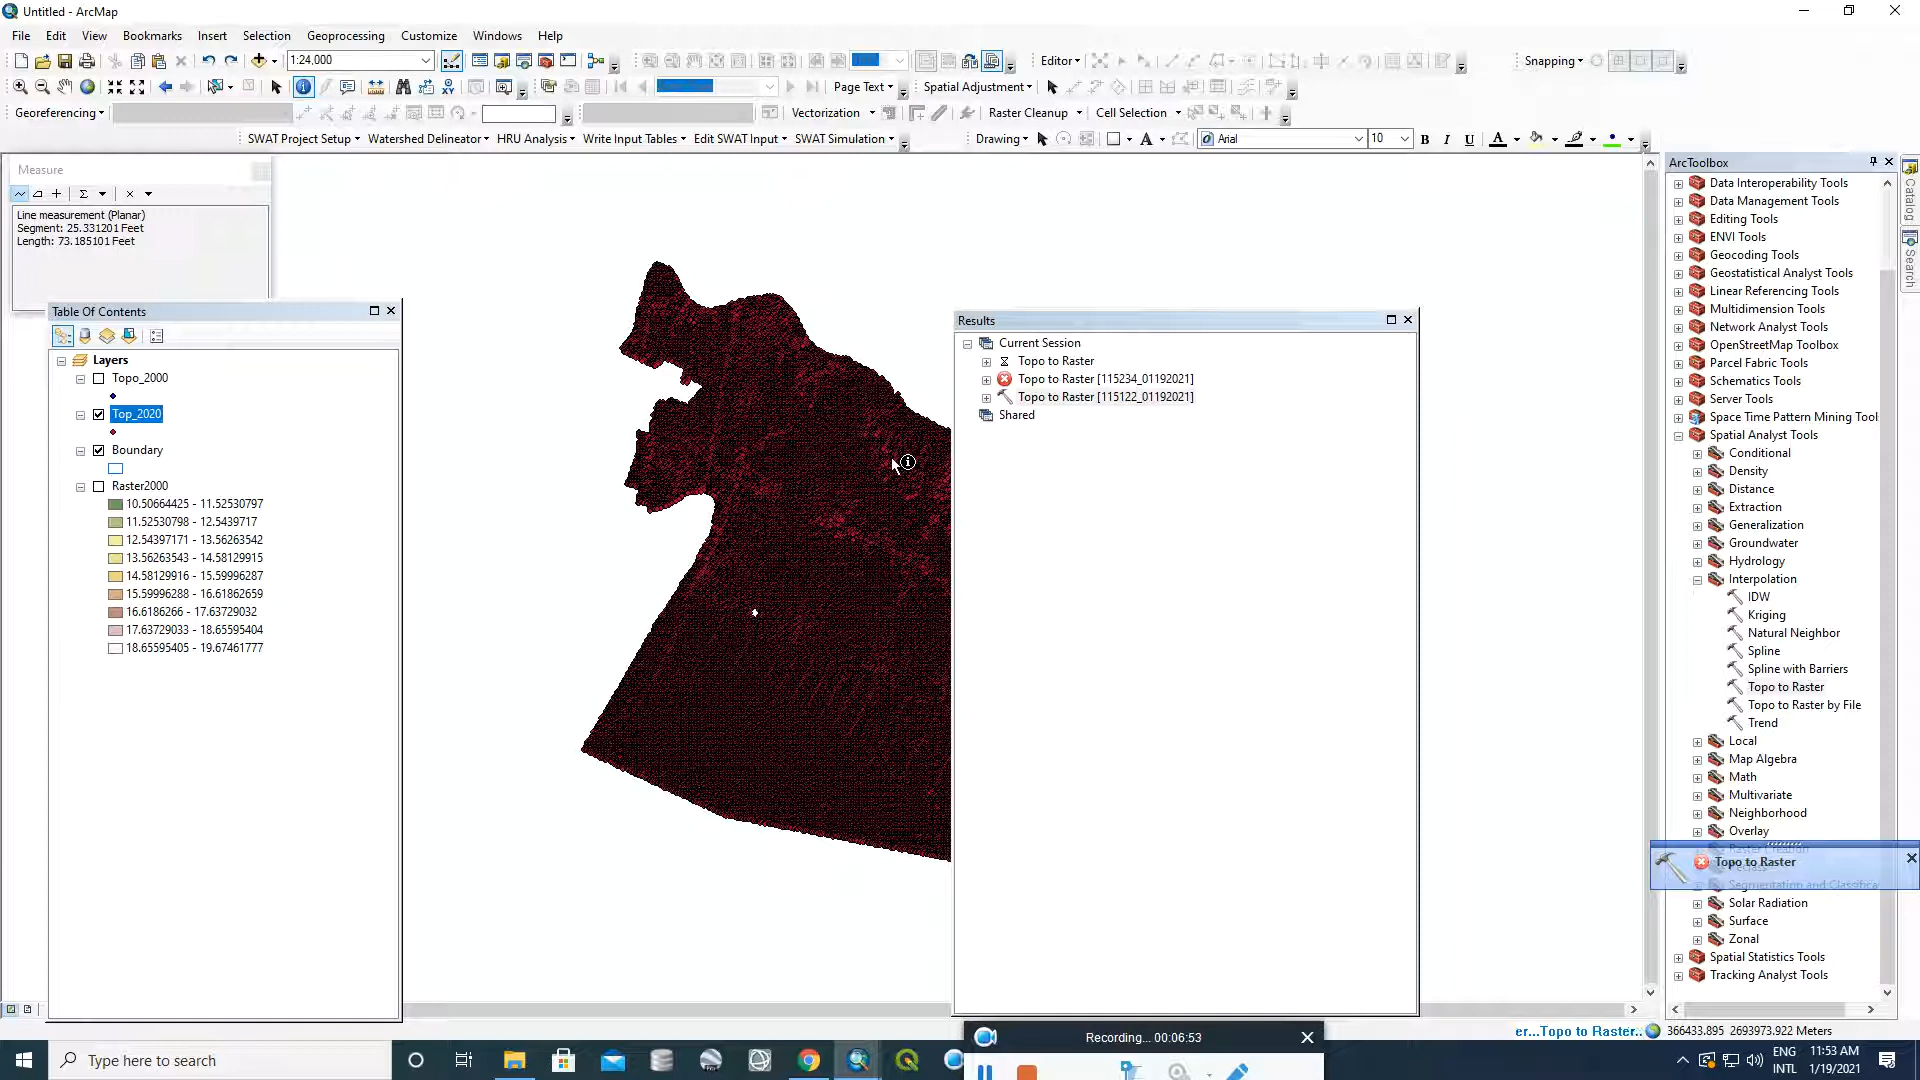 Untitled - ArcMap
File Edit View Bookmarks Insert Selection Geoprocessing Customize Windows Help
1:24,000
Editor
Snapping
Page Text
Spatial Adjustment
Georeferencing
Vectorization
Raster Cleanup
Cell Selection
SWAT Project Setup Watershed Delineator HRU Analysis Write Input Tables Edit SWAT Input SWAT Simulation
Drawing
Arial
10
B I U A
Measure
Line measurement (Planar)
Segment: 25.331201 Feet
Length: 73.185101 Feet
Table Of Contents
Layers
Topo_2000
Top_2020
Boundary
Raster2000
10.50664425 - 11.52530797
11.52530798 - 12.5439717
12.54397171 - 13.56263542
13.56263543 - 14.58129915
14.58129916 - 15.59996287
15.59996288 - 16.61862659
16.6186266 - 17.63729032
17.63729033 - 18.65595404
18.65595405 - 19.67461777
Results
Current Session
Topo to Raster
Topo to Raster [115234_01192021]
Topo to Raster [115122_01192021]
Shared
ArcToolbox
Data Interoperability Tools
Data Management Tools
Editing Tools
ENVI Tools
Geocoding Tools
Geostatistical Analyst Tools
Linear Referencing Tools
Multidimension Tools
Network Analyst Tools
OpenStreetMap Toolbox
Parcel Fabric Tools
Schematics Tools
Server Tools
Space Time Pattern Mining Tool
Spatial Analyst Tools
Conditional
Density
Distance
Extraction
Generalization
Groundwater
Hydrology
Interpolation
IDW
Kriging
Natural Neighbor
Spline
Spline with Barriers
Topo to Raster
Topo to Raster by File
Trend
Local
Map Algebra
Math
Multivariate
Neighborhood
Overlay
Raster Creation
Topo to Raster
Segmentation and Classifica
Solar Radiation
Surface
Zonal
Spatial Statistics Tools
Tracking Analyst Tools
Catalog
Search
er...Topo to Raster..
366433.895 2693973.922 Meters
Recording... 00:06:53
Type here to search
ENG
INTL
11:53 AM
1/19/2021